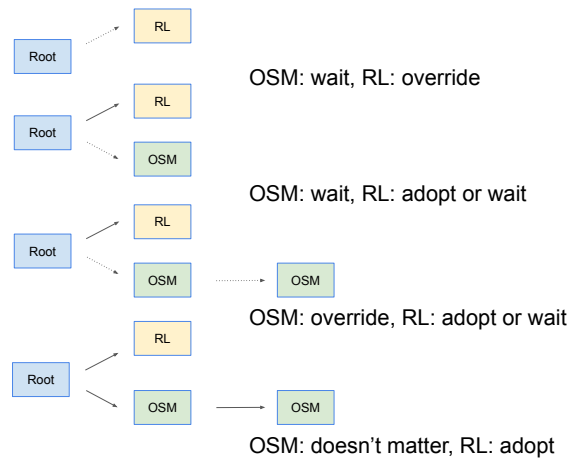 RL
Root
OSM: wait, RL: override
RL
Root
OSM
OSM: wait, RL: adopt or wait
RL
Root
OSM OSM
OSM: override, RL: adopt or wait
RL
Root
OSM OSM
OSM: doesn't matter, RL: adopt